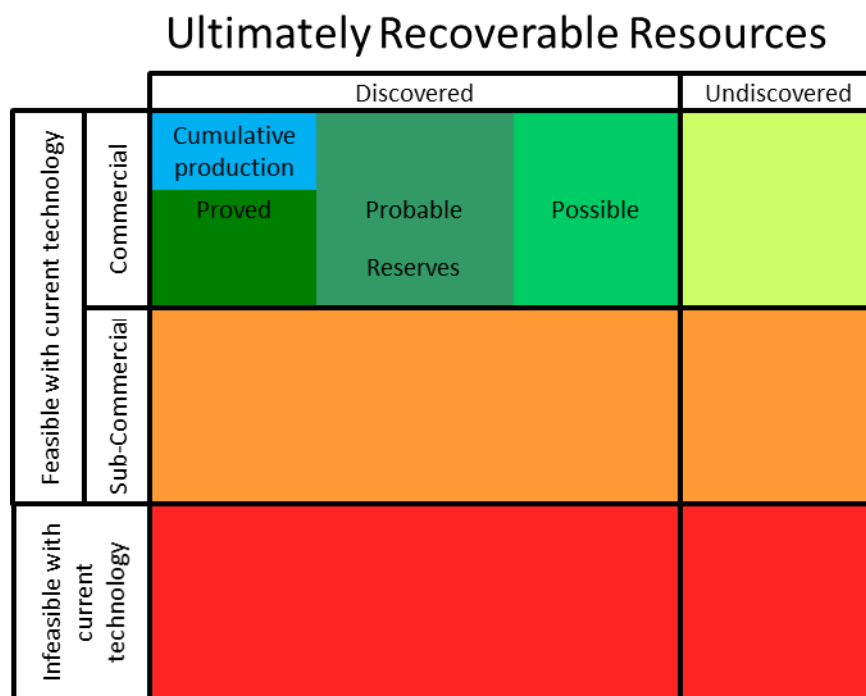 Ultimately Recoverable Resources
Discovered
Undiscovered
Feasible with current technology
Commercial
Cumulative
production
Proved
Probable
Possible
Reserves
Sub-Commercial
Infeasible with
current
technology